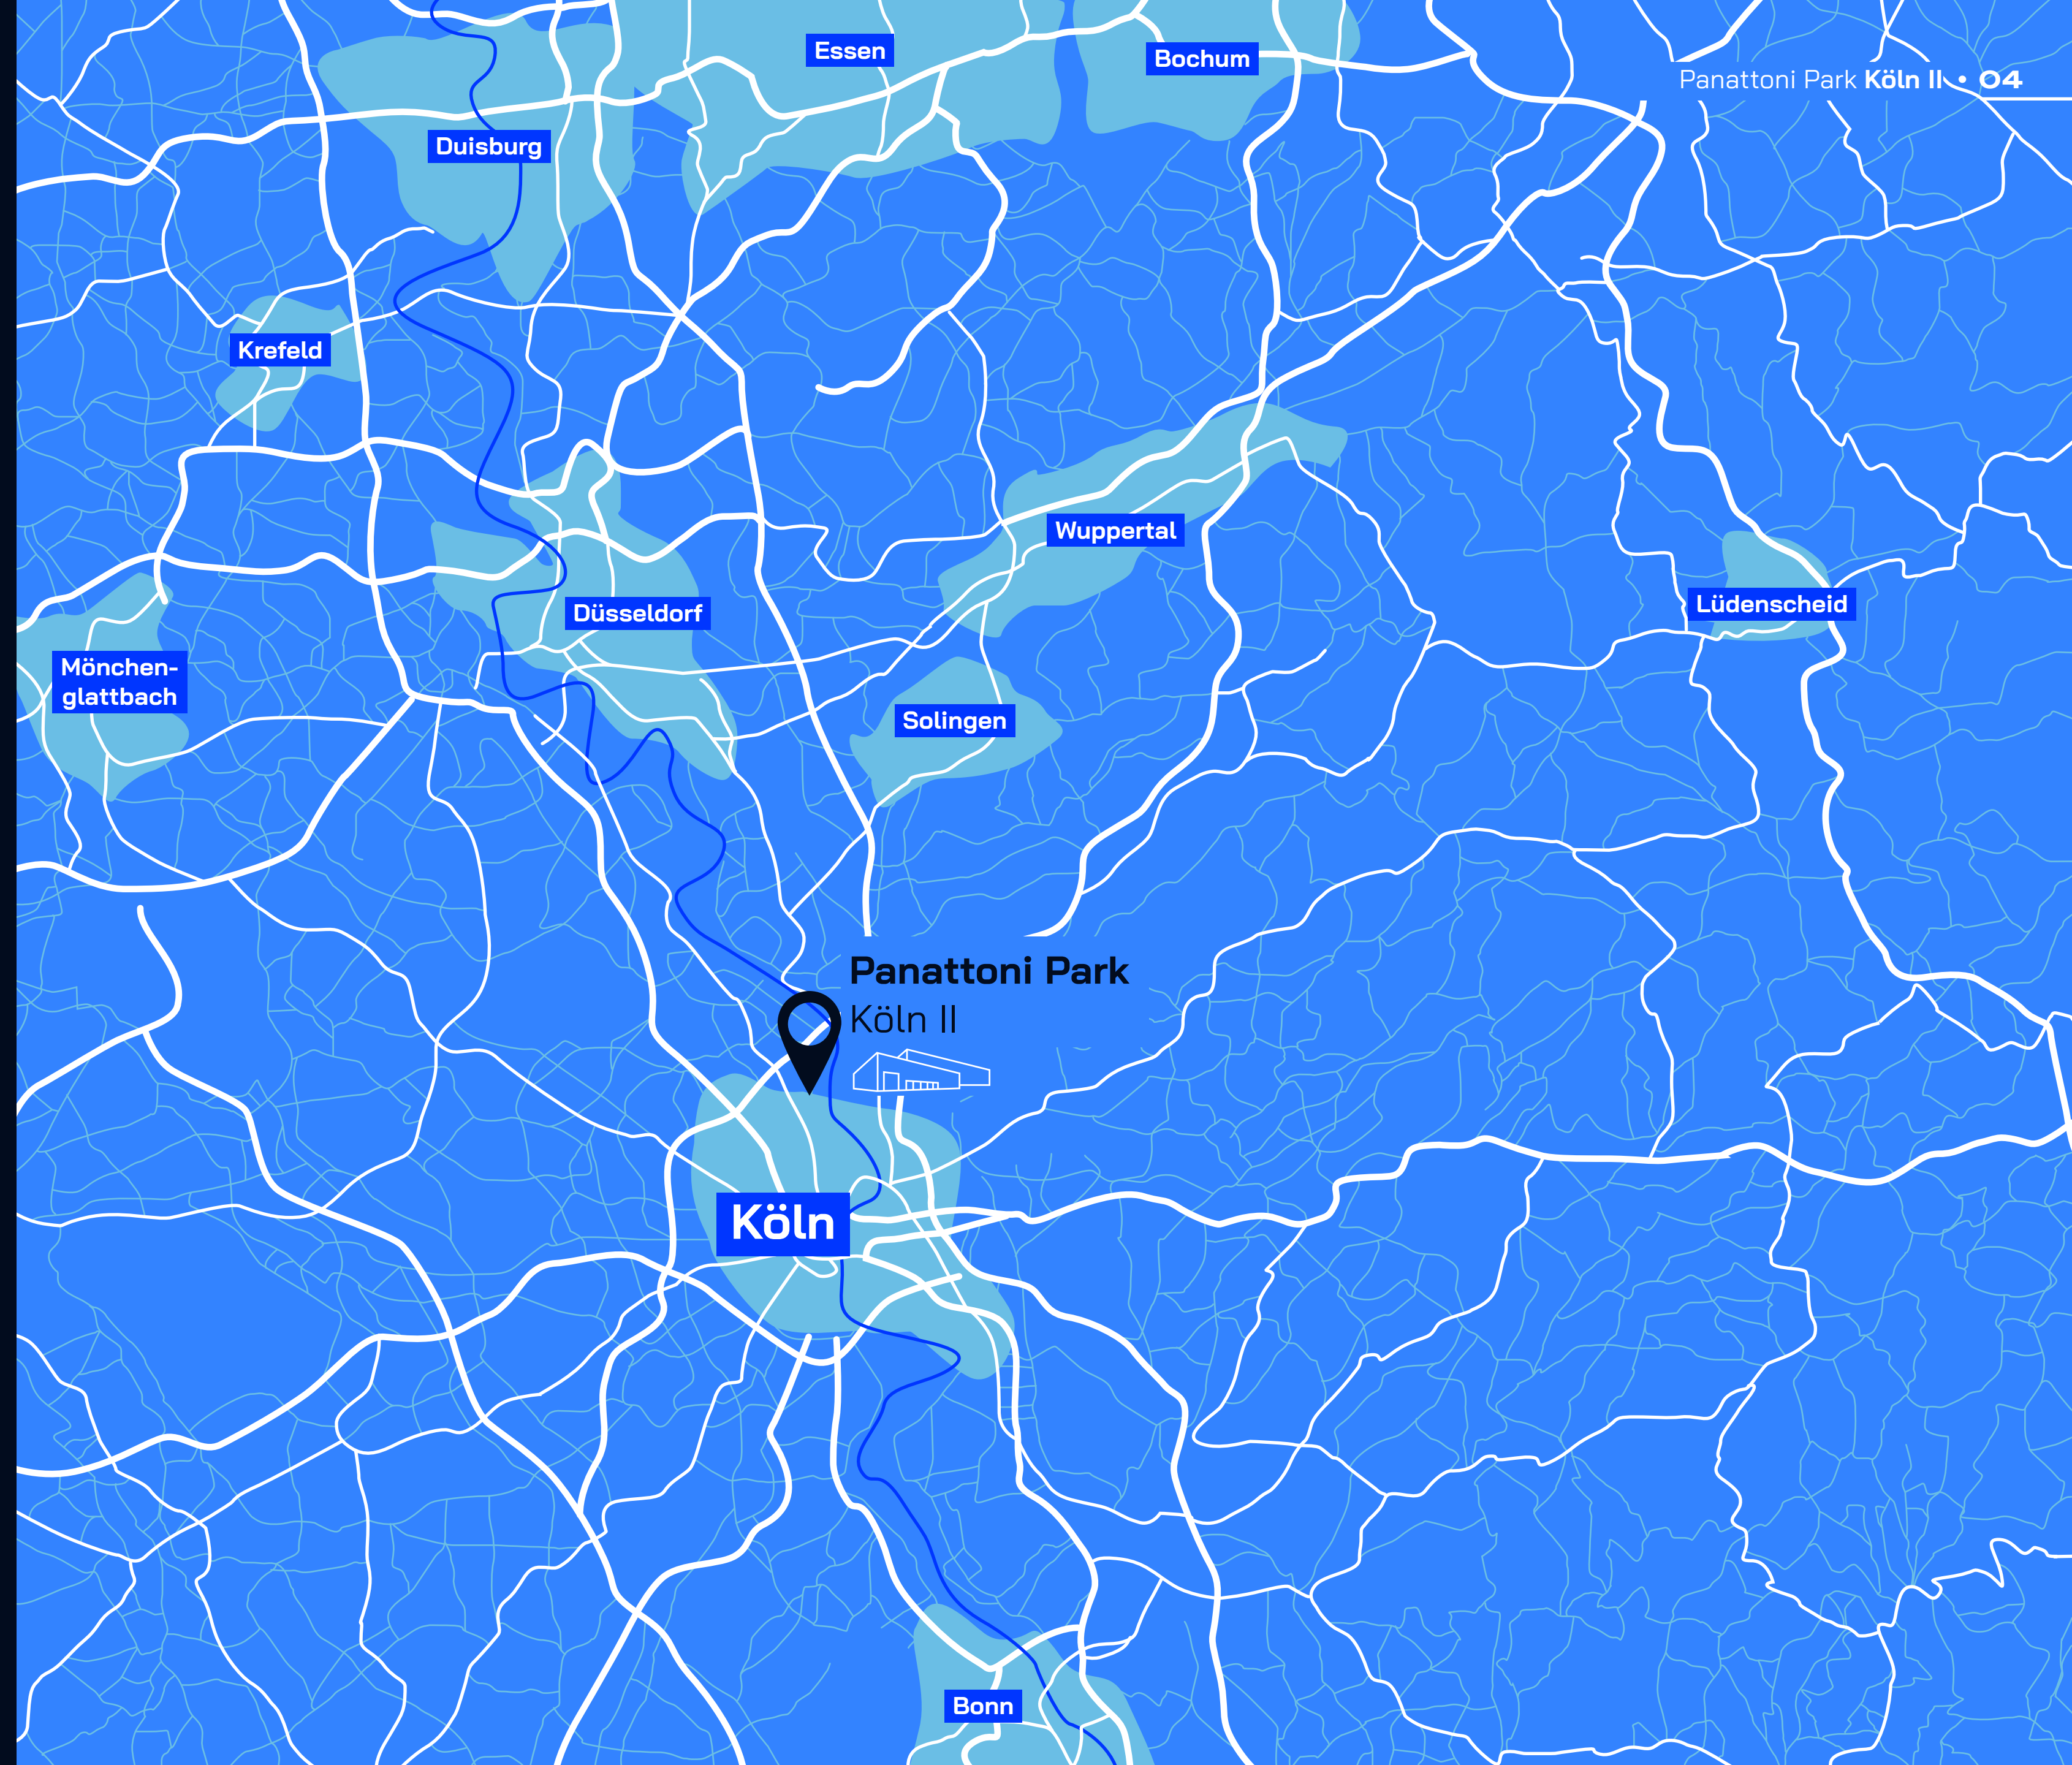 Essen
Bochum
Panattoni Park Köln II • 04
Duisburg
Krefeld
Wuppertal
Düsseldorf
Lüdenscheid
Mönchen-
glattbach
Solingen
Panattoni Park
Köln II
Köln
Bonn